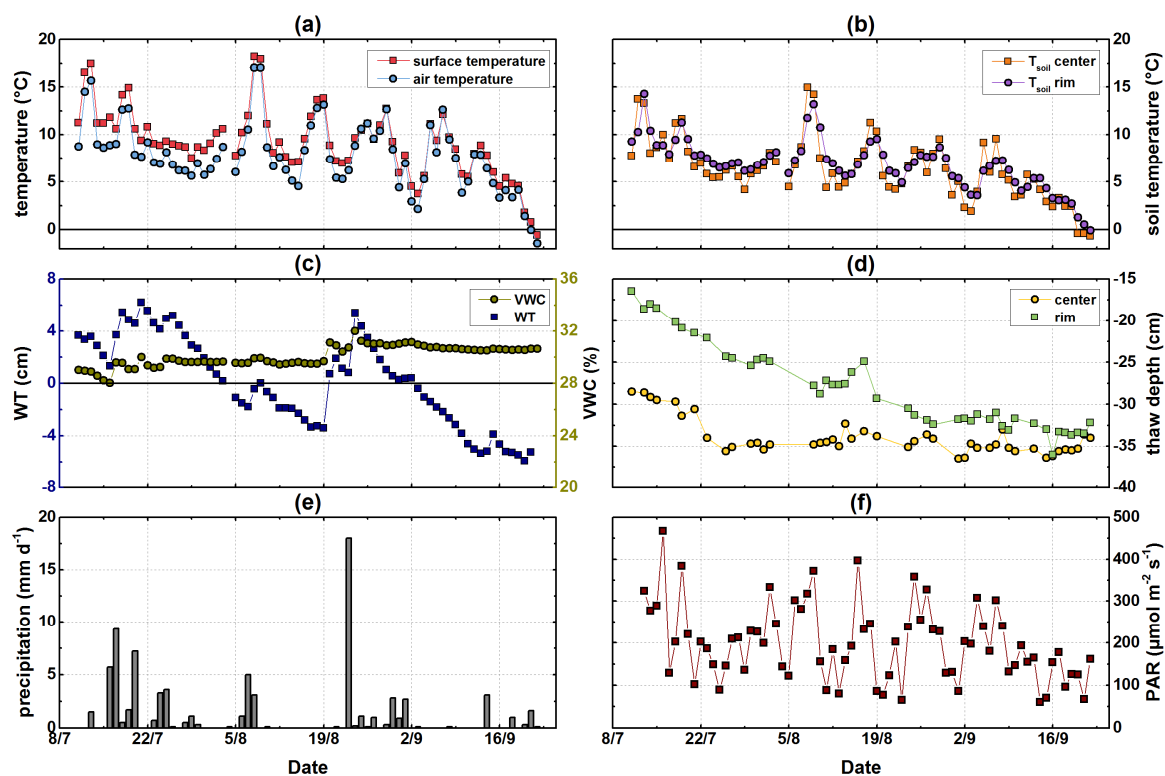 (a)
20
15
10
5
0
temperature (°C)
surface temperature
air temperature
(b)
20
15
10
5
0
soil temperature (°C)
T_soil center
T_soil rim
(c)
8
4
0
-4
-8
WT (cm)
VWC
WT
36
32
28
24
20
VWC (%)
(d)
-15
-20
-25
-30
-35
-40
thaw depth (cm)
center
rim
(e)
20
15
10
5
0
precipitation (mm d⁻¹)
8/7 22/7 5/8 19/8 2/9 16/9
Date
(f)
500
400
300
200
100
0
PAR (µmol m⁻² s⁻¹)
8/7 22/7 5/8 19/8 2/9 16/9
Date